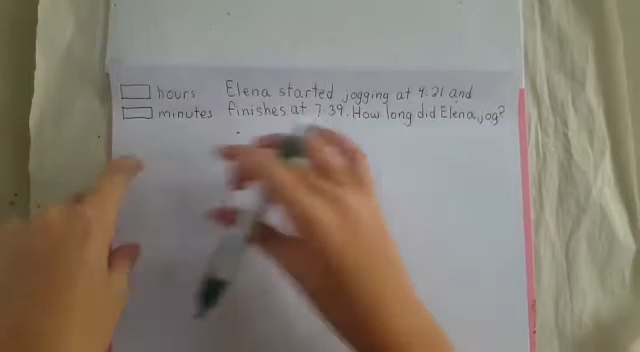 hours Elena started jogging at 4:21 and
minutes finishes at 7:39. How long did Elena jog?